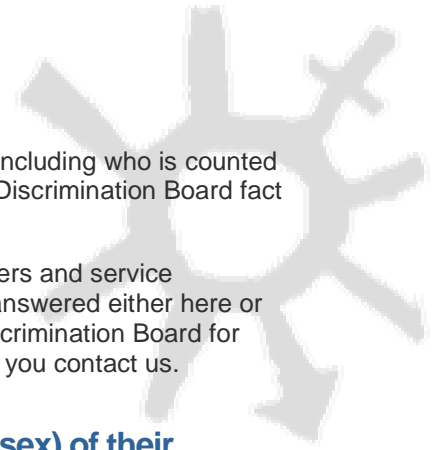 ncluding who is counted
Discrimination Board fact
ers and service
answered either here or
crimination Board for
you contact us.
sex) of their